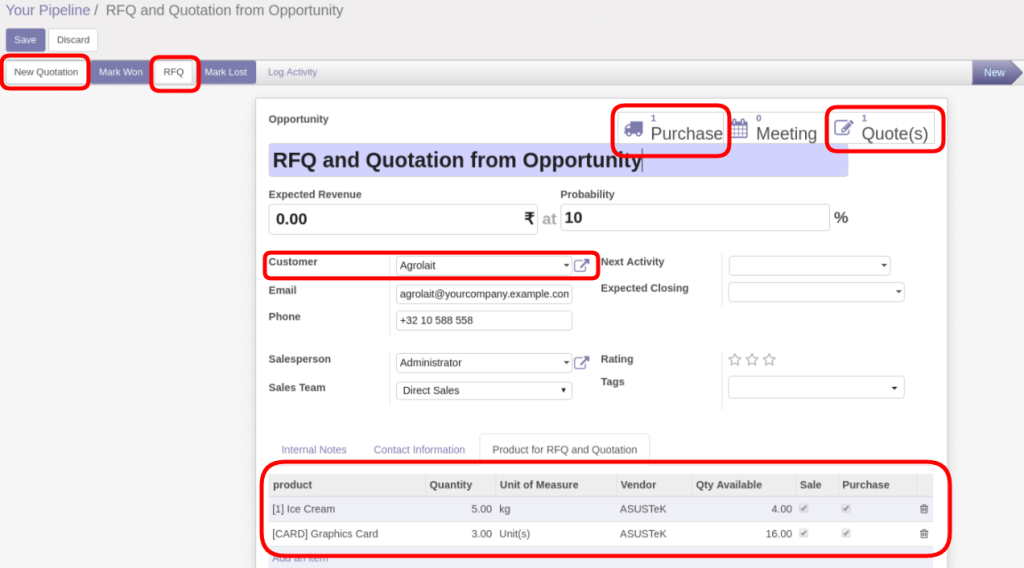 Your Pipeline / RFQ and Quotation from Opportunity
Save Discard
New Quotation Mark Won RFQ Mark Lost Log Activity New
Opportunity
1 Purchase 0 Meeting 1 Quote(s)
RFQ and Quotation from Opportunity
Expected Revenue Probability
0.00 ₹ at 10 %
Customer Agrolait Next Activity
Email agrolait@yourcompany.example.com Expected Closing
Phone +32 10 588 558
Salesperson Administrator Rating
Sales Team Direct Sales Tags
Internal Notes Contact Information Product for RFQ and Quotation
product Quantity Unit of Measure Vendor Qty Available Sale Purchase
[1] Ice Cream 5.00 kg ASUSTeK 4.00
[CARD] Graphics Card 3.00 Unit(s) ASUSTeK 16.00
Add an item